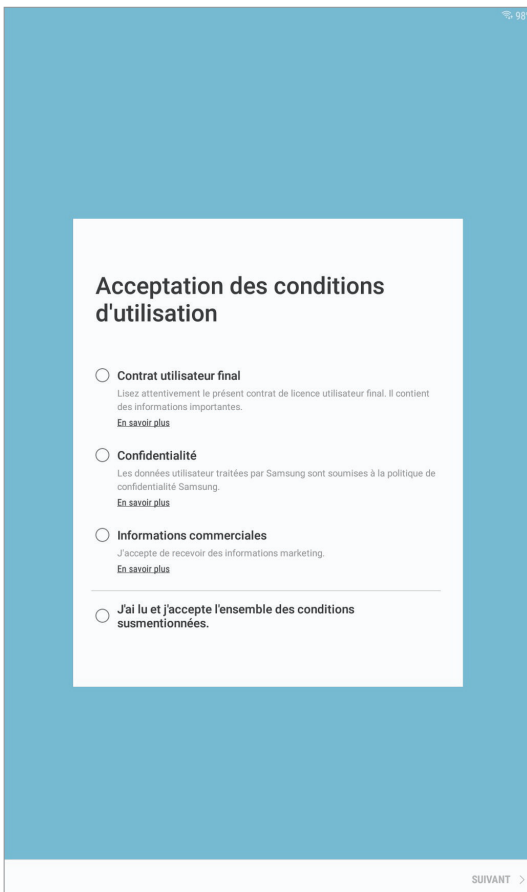 98%
Acceptation des conditions
d'utilisation
Contrat utilisateur final
Lisez attentivement le présent contrat de licence utilisateur final. Il contient
des informations importantes.
En savoir plus
Confidentialité
Les données utilisateur traitées par Samsung sont soumises à la politique de
confidentialité Samsung.
En savoir plus
Informations commerciales
J'accepte de recevoir des informations marketing.
En savoir plus
J'ai lu et j'accepte l'ensemble des conditions
susmentionnées.
SUIVANT >